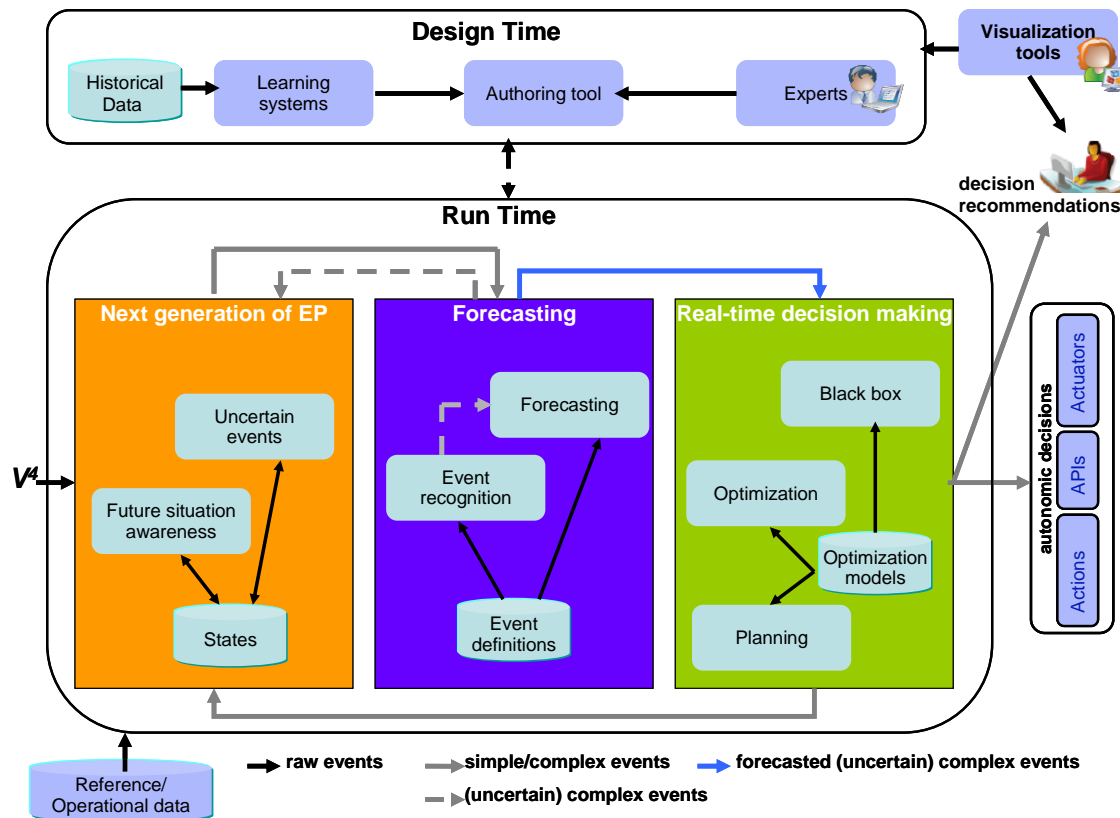 Design Time
Visualization
tools
Historical
Data
Learning
systems
Authoring tool
Experts
decision
recommendations
Run Time
Next generation of EP
Forecasting
Real-time decision making
Uncertain
events
Forecasting
Black box
V⁴
Future situation
awareness
Event
recognition
Optimization
Optimization
models
States
Event
definitions
Planning
autonomic decisions
Actuators
APIs
Actions
Reference/
Operational data
raw events
simple/complex events
forecasted (uncertain) complex events
(uncertain) complex events